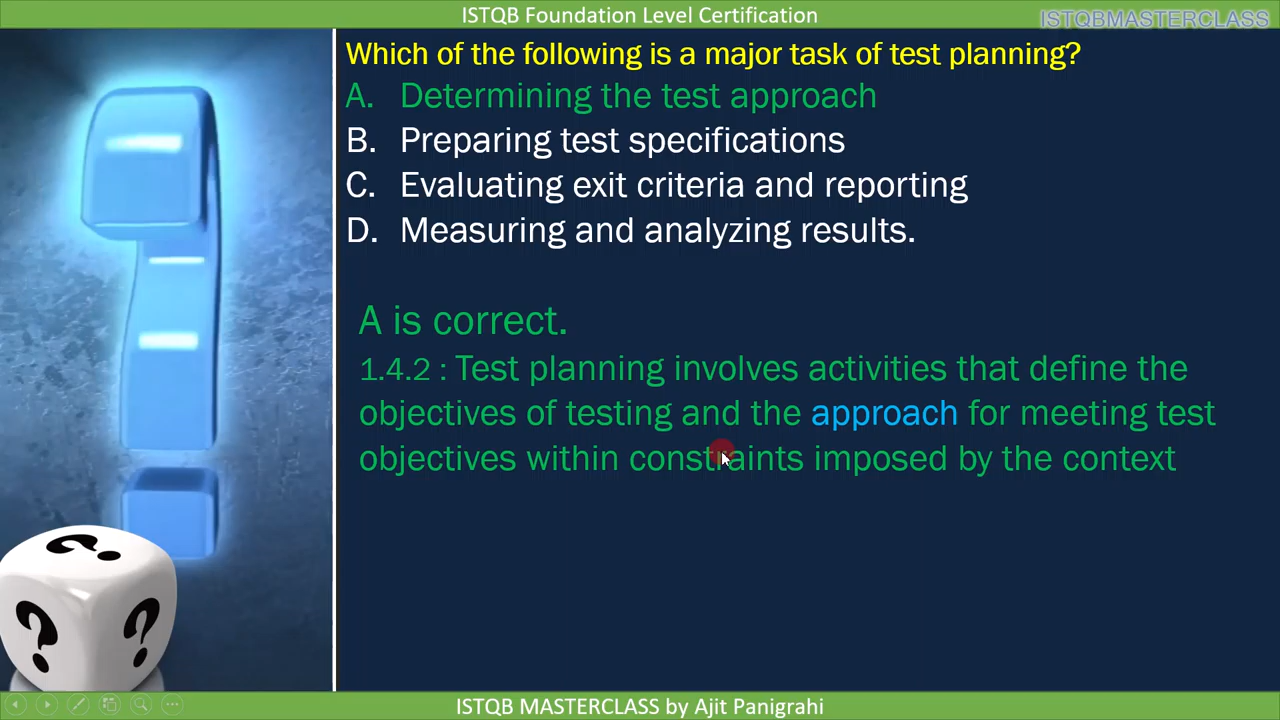 ISTQB Foundation Level Certification
ISTQBMASTERCLASS
Which of the following is a major task of test planning?
A. Determining the test approach
B. Preparing test specifications
C. Evaluating exit criteria and reporting
D. Measuring and analyzing results.
A is correct.
1.4.2 : Test planning involves activities that define the
objectives of testing and the approach for meeting test
objectives within constraints imposed by the context
? ? ?
ISTQB MASTERCLASS by Ajit Panigrahi